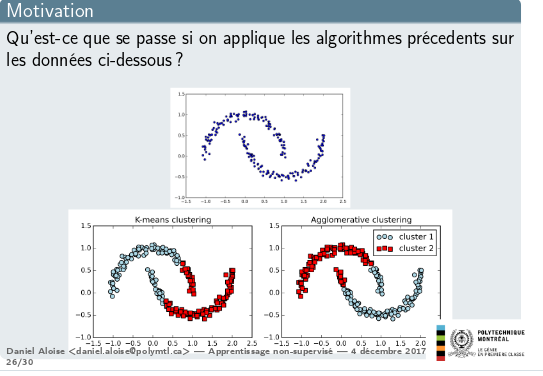 Motivation
Qu'est-ce que se passe si on applique les algorithmes précedents sur
les données ci-dessous ?
1.5
1.0
0.5
0.0
−0.5
−1.0
−1.5 −1.0 −0.5 0.0 0.5 1.0 1.5 2.0 2.5
K-means clustering
1.5
1.0
0.5
0.0
−0.5
−1.0
−1.5 −1.0 −0.5 0.0 0.5 1.0 1.5 2.0 2.5
Agglomerative clustering
cluster 1
cluster 2
1.5
1.0
0.5
0.0
−0.5
−1.0
−1.5 −1.0 −0.5 0.0 0.5 1.0 1.5 2.0
Daniel Aloise <daniel.aloise@polymtl.ca> — Apprentissage non-supervisé — 4 décembre 2017
26/30
POLYTECHNIQUE
MONTRÉAL
LE GÉNIE
EN PREMIÈRE CLASSE